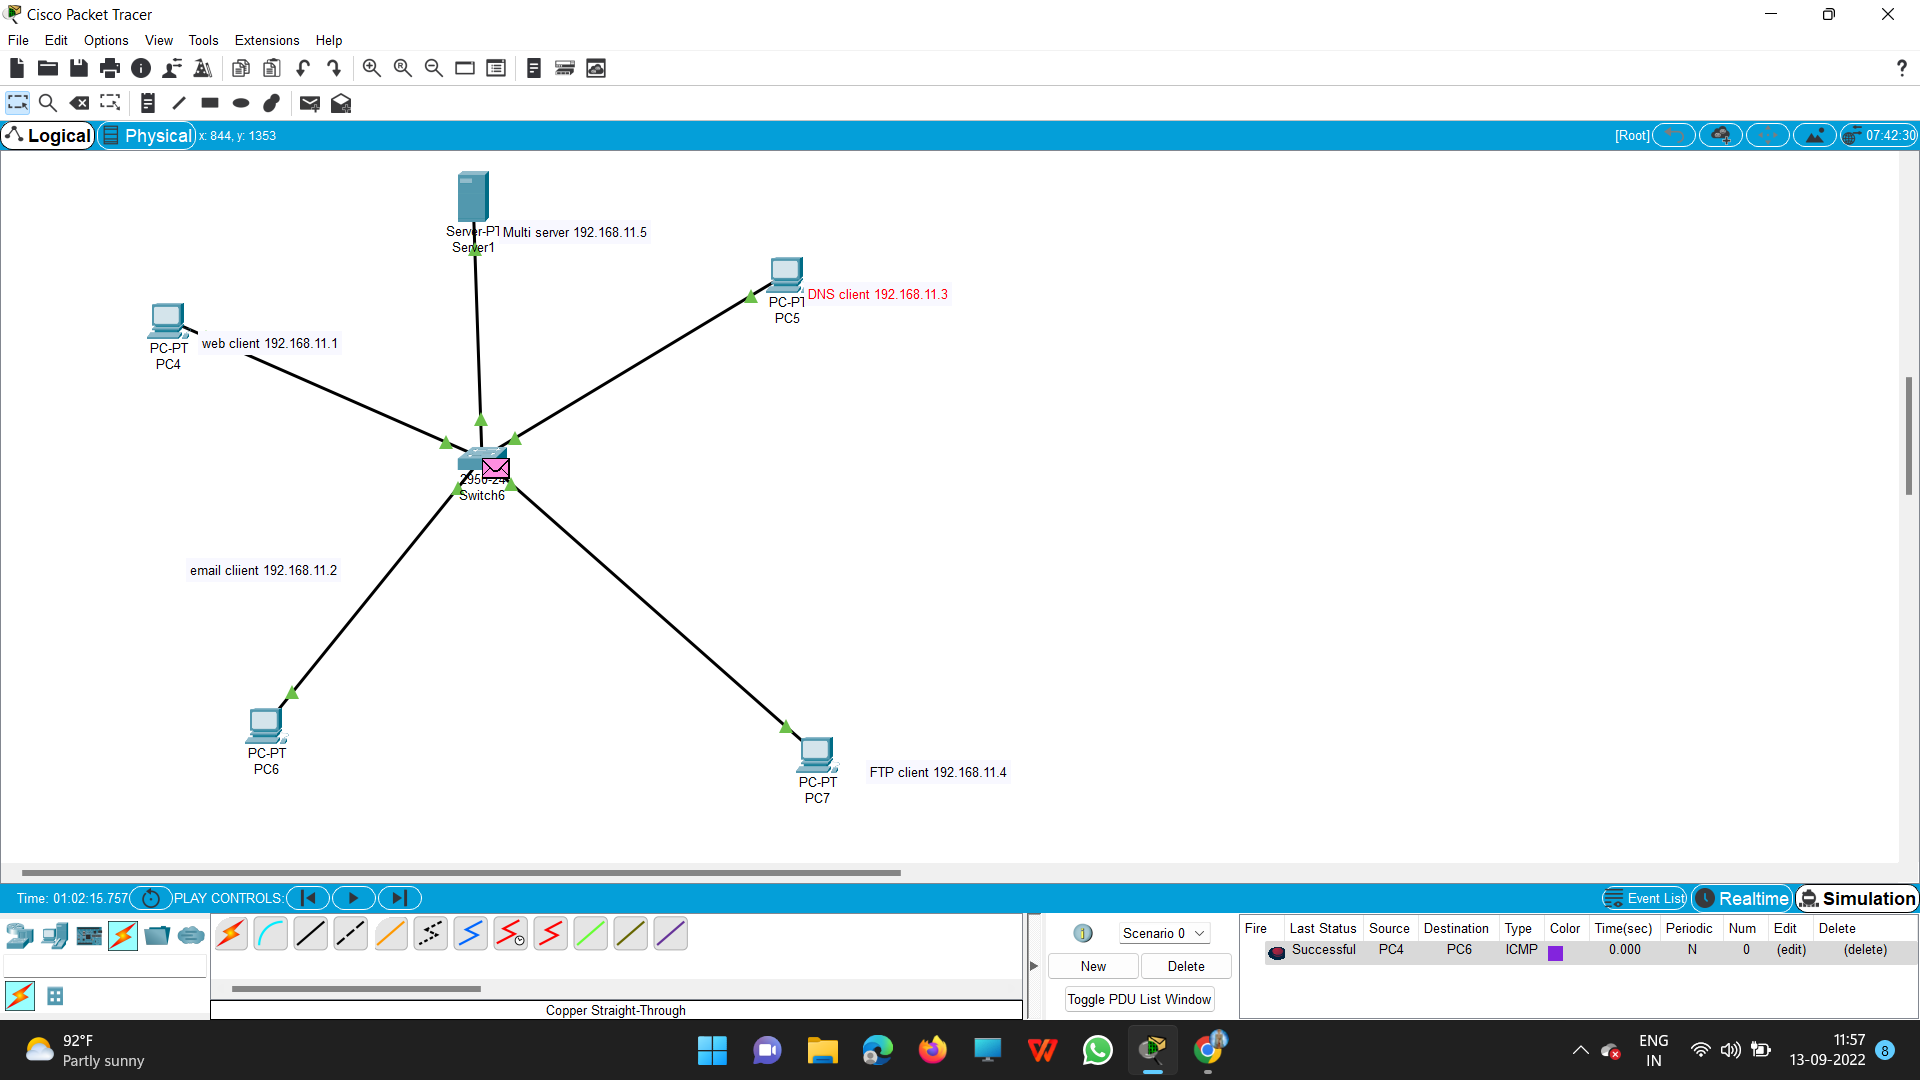 Cisco Packet Tracer
File Edit Options View Tools Extensions Help
Logical Physical x: 844, y: 1353 [Root] 07:42:30
Server-PT Multi server 192.168.11.5
Server1
DNS client 192.168.11.3
PC-PT
PC5
web client 192.168.11.1
PC-PT
PC4
2950-24
Switch6
email cliient 192.168.11.2
PC-PT
PC6
FTP client 192.168.11.4
PC-PT
PC7
Time: 01:02:15.757 PLAY CONTROLS: Event List Realtime Simulation
Scenario 0
New Delete
Toggle PDU List Window
Fire Last Status Source Destination Type Color Time(sec) Periodic Num Edit Delete
Successful PC4 PC6 ICMP 0.000 N 0 (edit) (delete)
Copper Straight-Through
92°F
Partly sunny
ENG
IN
11:57
13-09-2022
8